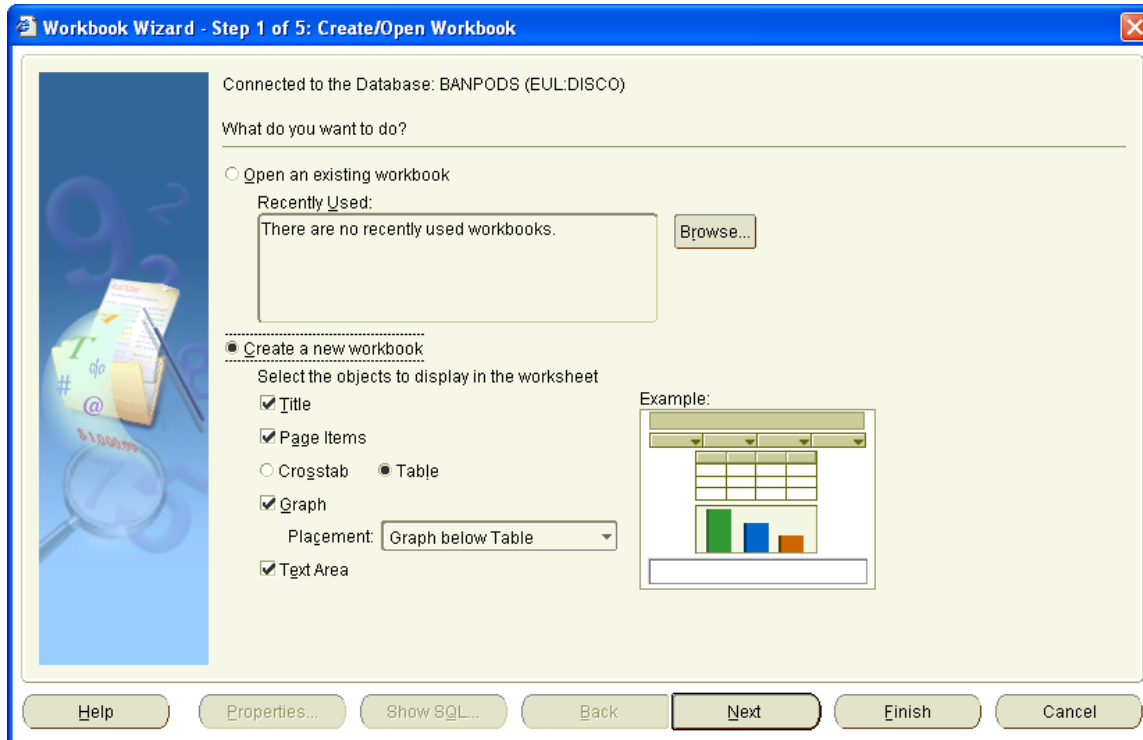 Workbook Wizard - Step 1 of 5: Create/Open Workbook
Connected to the Database: BANPODS (EUL:DISCO)
What do you want to do?
Open an existing workbook
Recently Used:
There are no recently used workbooks.
Browse...
Create a new workbook
Select the objects to display in the worksheet
Title
Example:
Page Items
Crosstab Table
Graph
Placement: Graph below Table
Text Area
T
%
#
@
$1,000.00
Help Properties... Show SQL... Back Next Finish Cancel